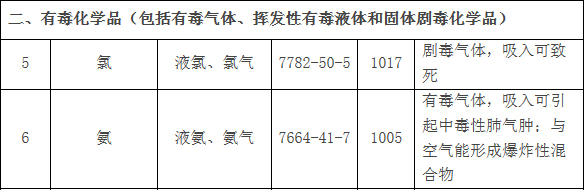 二、有毒化学品（包括有毒气体、挥发性有毒液体和固体剧毒化学品）
5 氯 液氯、氯气 7782-50-5 1017 剧毒气体，吸入可致
死
6 氨 液氨、氨气 7664-41-7 1005 有毒气体，吸入可引
起中毒性肺气肿；与
空气能形成爆炸性混
合物